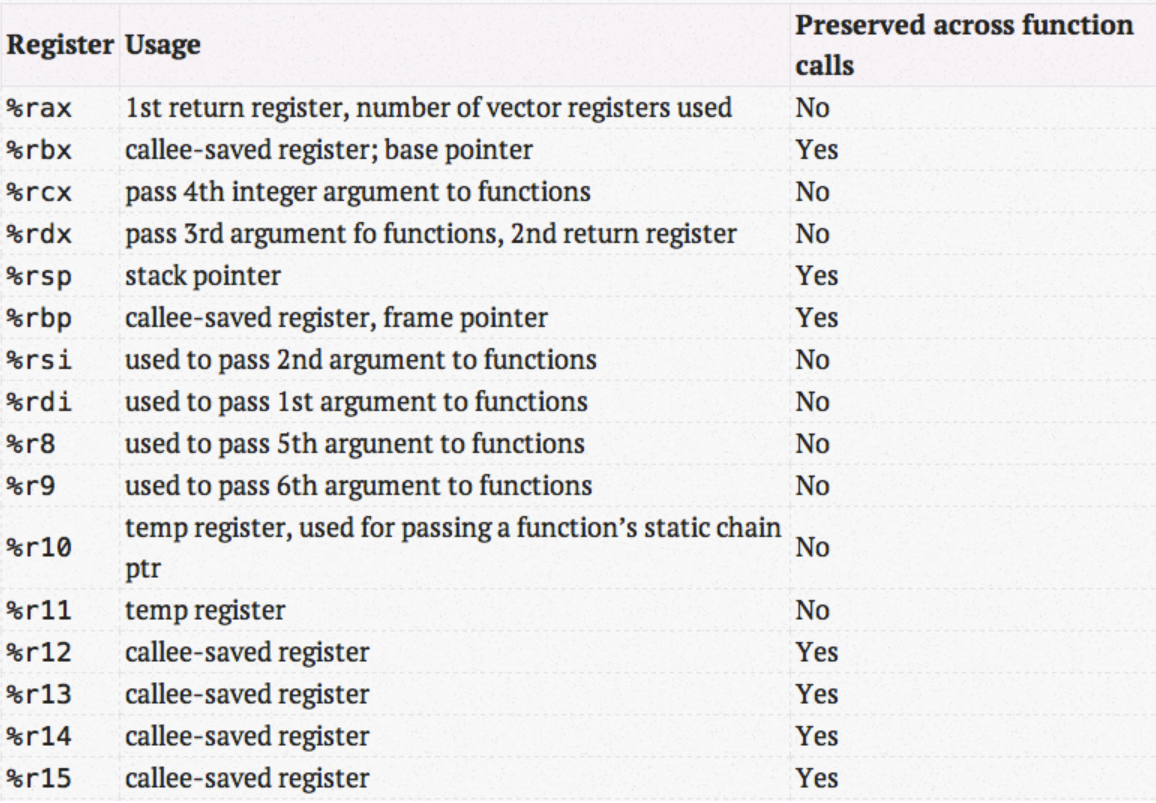 Register Usage Preserved across function
calls
%rax 1st return register, number of vector registers used No
%rbx callee-saved register; base pointer Yes
%rcx pass 4th integer argument to functions No
%rdx pass 3rd argument fo functions, 2nd return register No
%rsp stack pointer Yes
%rbp callee-saved register, frame pointer Yes
%rsi used to pass 2nd argument to functions No
%rdi used to pass 1st argument to functions No
%r8 used to pass 5th argunent to functions No
%r9 used to pass 6th argument to functions No
%r10 temp register, used for passing a function’s static chain
ptr No
%r11 temp register No
%r12 callee-saved register Yes
%r13 callee-saved register Yes
%r14 callee-saved register Yes
%r15 callee-saved register Yes